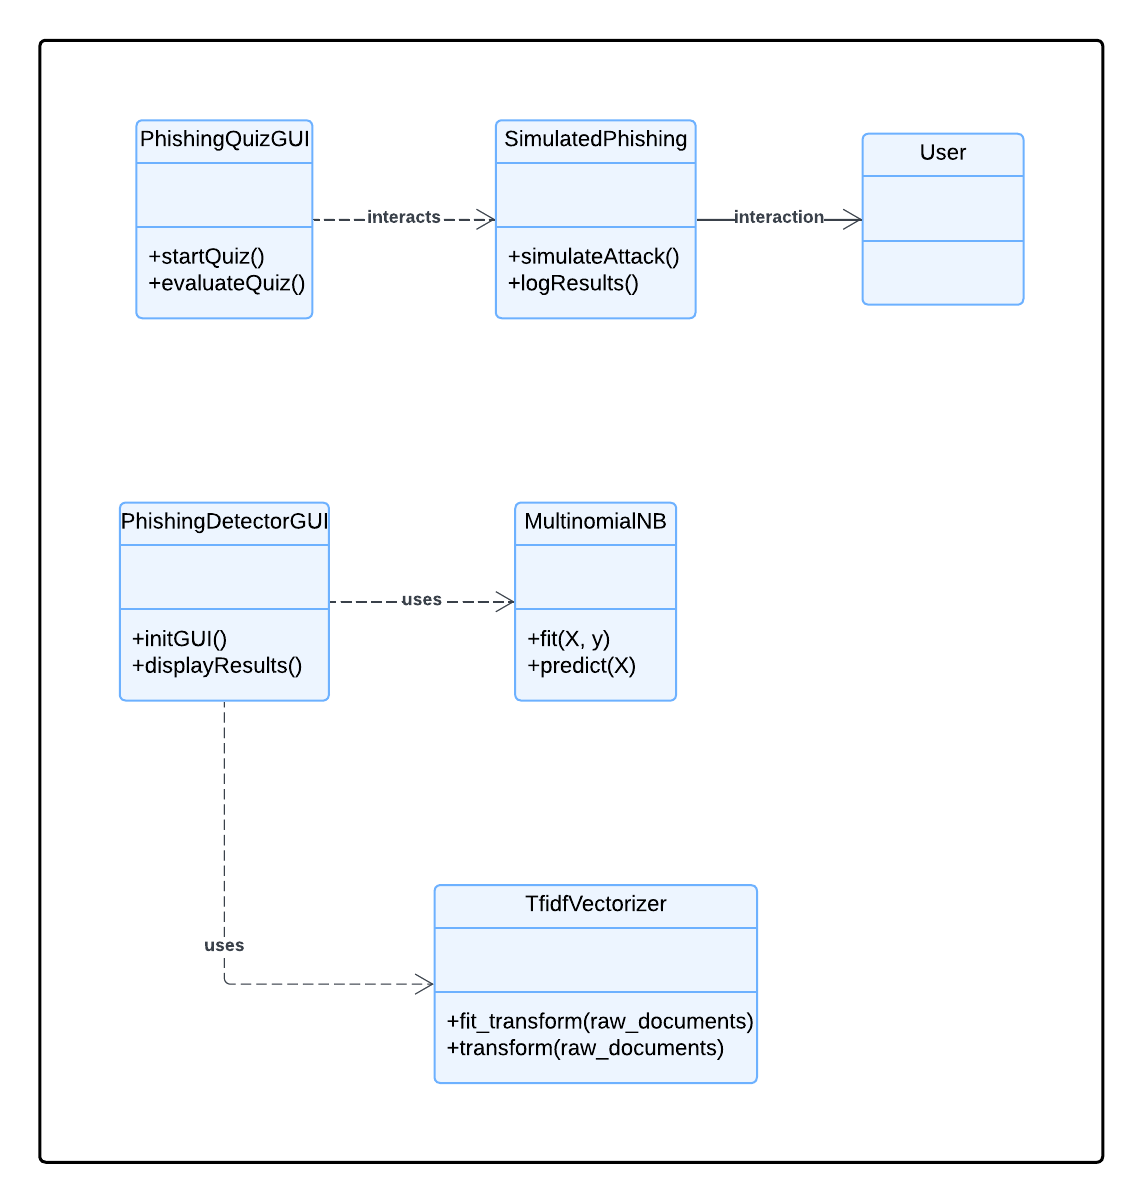 PhishingQuizGUI
+startQuiz()
+evaluateQuiz()
interacts
SimulatedPhishing
+simulateAttack()
+logResults()
interaction
User
PhishingDetectorGUI
+initGUI()
+displayResults()
uses
MultinomialNB
+fit(X, y)
+predict(X)
uses
TfidfVectorizer
+fit_transform(raw_documents)
+transform(raw_documents)